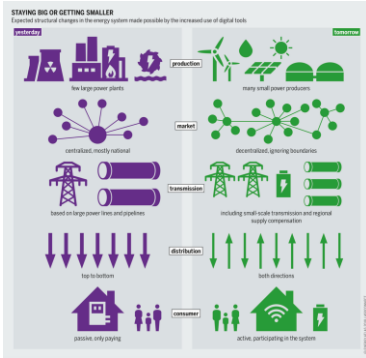 STAYING BIG OR GETTING SMALLER
Expected structural changes in the energy system made possible by the increased use of digital tools
yesterday
tomorrow
production
few large power plants
many small power producers
market
centralized, mostly national
decentralized, ignoring boundaries
transmission
based on large power lines and pipelines
including small-scale transmission and regional
supply compensation
distribution
top to bottom
both directions
consumer
passive, only paying
active, participating in the system